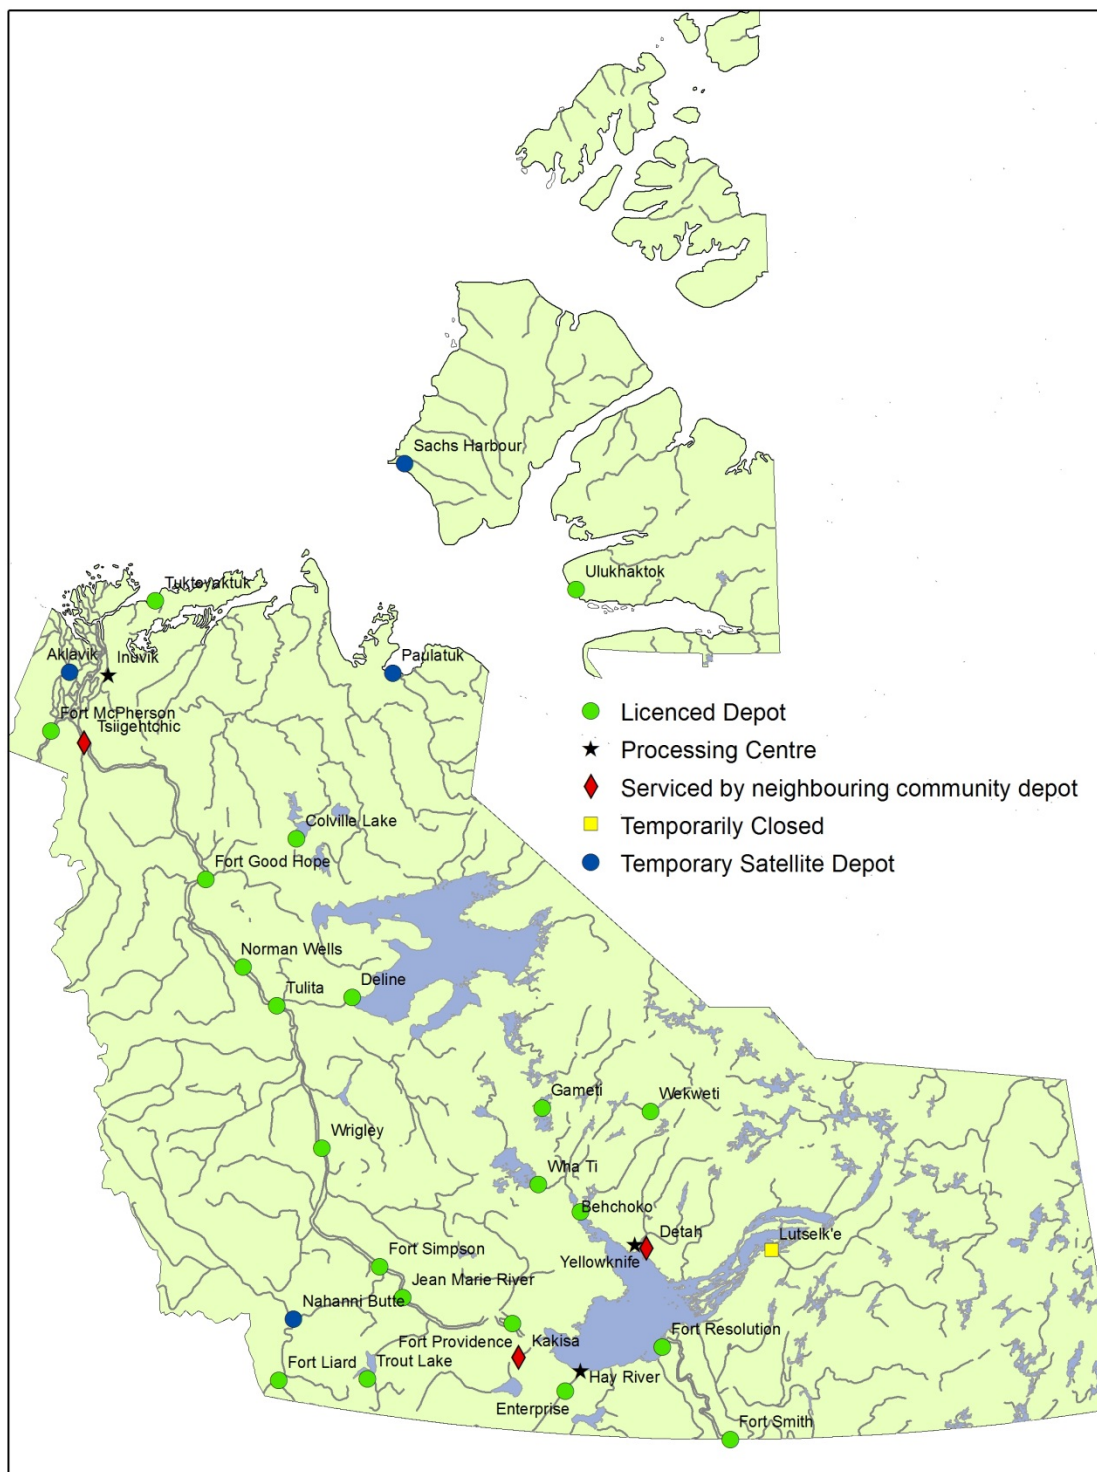 Sachs Harbour
Ulukhaktok
Tuktoyaktuk
Aklavik
Inuvik
Paulatuk
Fort McPherson
Tsiigehtchic
Licenced Depot
Processing Centre
Serviced by neighbouring community depot
Temporarily Closed
Temporary Satellite Depot
Colville Lake
Fort Good Hope
Norman Wells
Deline
Tulita
Gameti
Wekweti
Wrigley
Wha Ti
Behchoko
Detah
Lutselk'e
Yellowknife
Fort Simpson
Jean Marie River
Nahanni Butte
Fort Providence
Kakisa
Fort Resolution
Fort Liard
Trout Lake
Hay River
Enterprise
Fort Smith